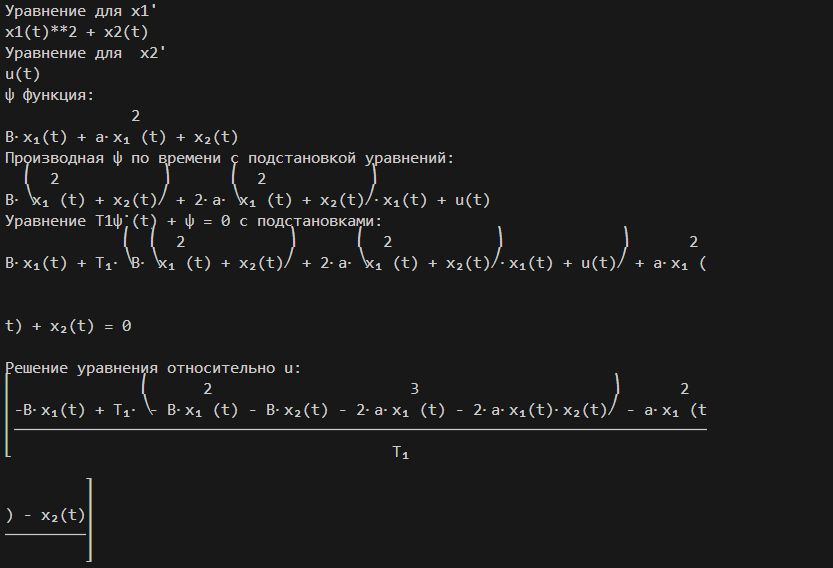 Уравнение для x1'
x1(t)**2 + x2(t)
Уравнение для  x2'
u(t)
ψ функция:
2
B⋅x₁(t) + a⋅x₁ (t) + x₂(t)
Производная ψ по времени с подстановкой уравнений:
⎛  2           ⎞         ⎛  2           ⎞
B⋅⎝x₁ (t) + x₂(t)⎠ + 2⋅a⋅⎝x₁ (t) + x₂(t)⎠⋅x₁(t) + u(t)
Уравнение T1ψ̇(t) + ψ = 0 с подстановками:
⎛  ⎛  2           ⎞         ⎛  2           ⎞             ⎞       2
B⋅x₁(t) + T₁⋅⎝B⋅⎝x₁ (t) + x₂(t)⎠ + 2⋅a⋅⎝x₁ (t) + x₂(t)⎠⋅x₁(t) + u(t)⎠ + a⋅x₁ (
t) + x₂(t) = 0
Решение уравнения относительно u:
⎡             ⎛      2                       3                     ⎞       2
⎢-B⋅x₁(t) + T₁⋅⎝- B⋅x₁ (t) - B⋅x₂(t) - 2⋅a⋅x₁ (t) - 2⋅a⋅x₁(t)⋅x₂(t)⎠ - a⋅x₁ (t
⎢──────────────────────────────────────
⎣                                    T₁
⎤
) - x₂(t)⎥
─────────⎥
⎦